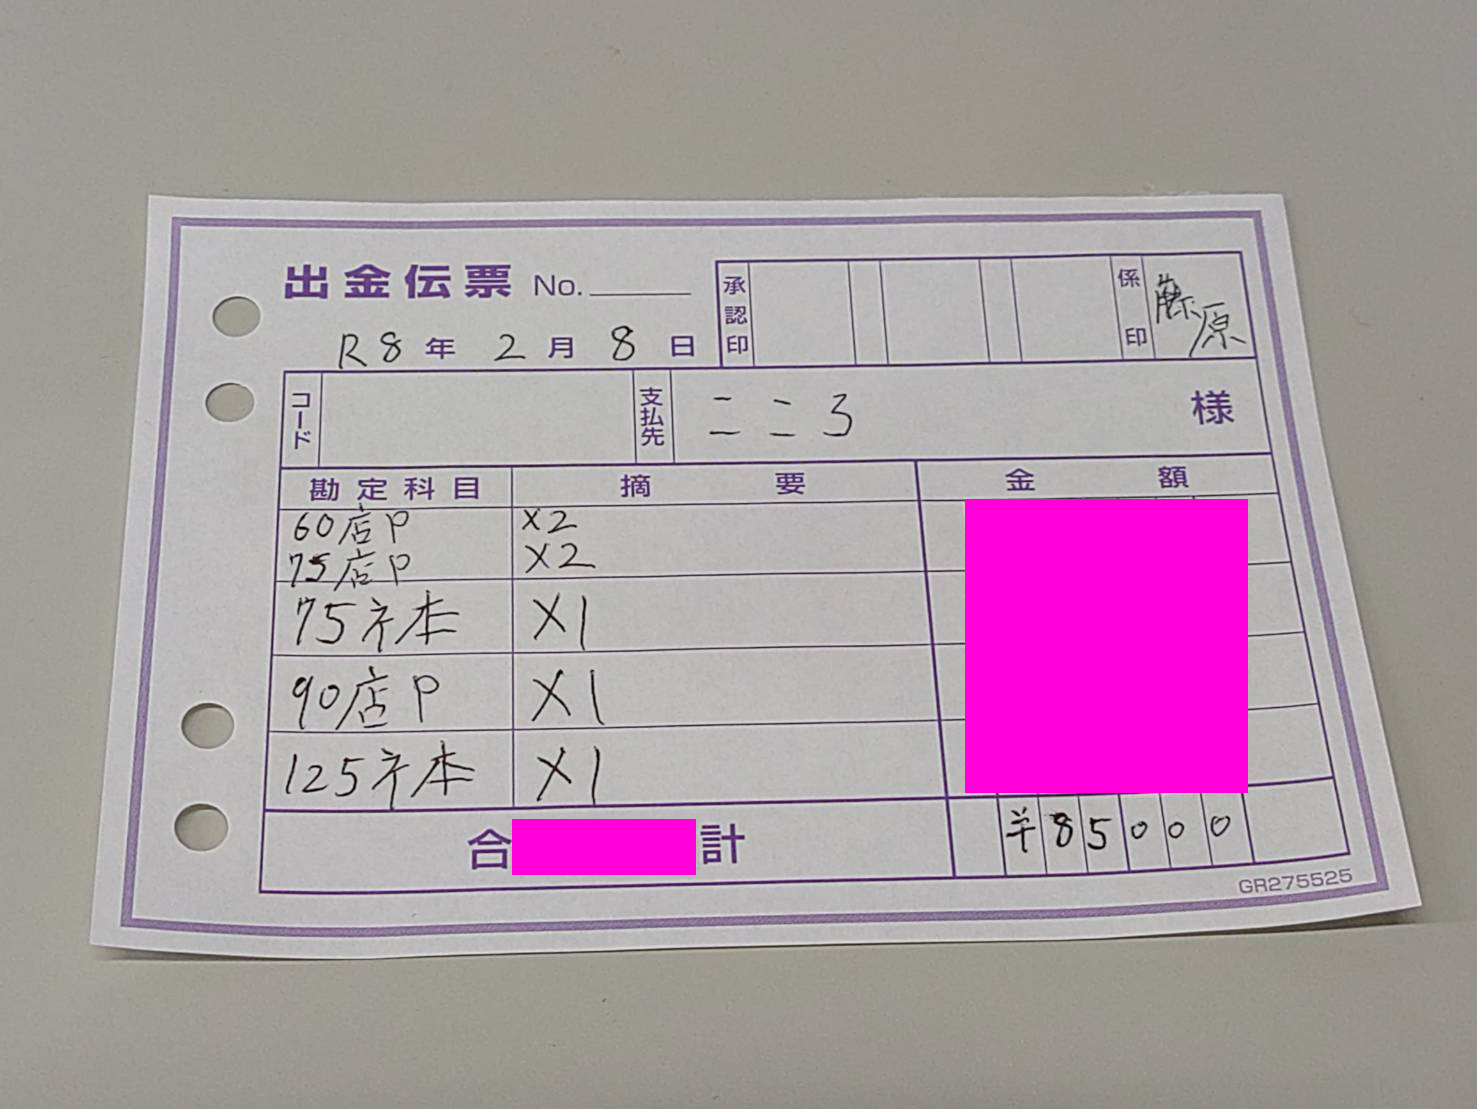 出金伝票 No.
承認印
係印
藤原
R8年 2月 8日
コード
支払先
こころ 様
勘定科目 摘要 金額
60店P ×2
75店P ×2
75ネ本 ×1
90店P ×1
125ネ本 ×1
合 計 ¥85000
GR275525